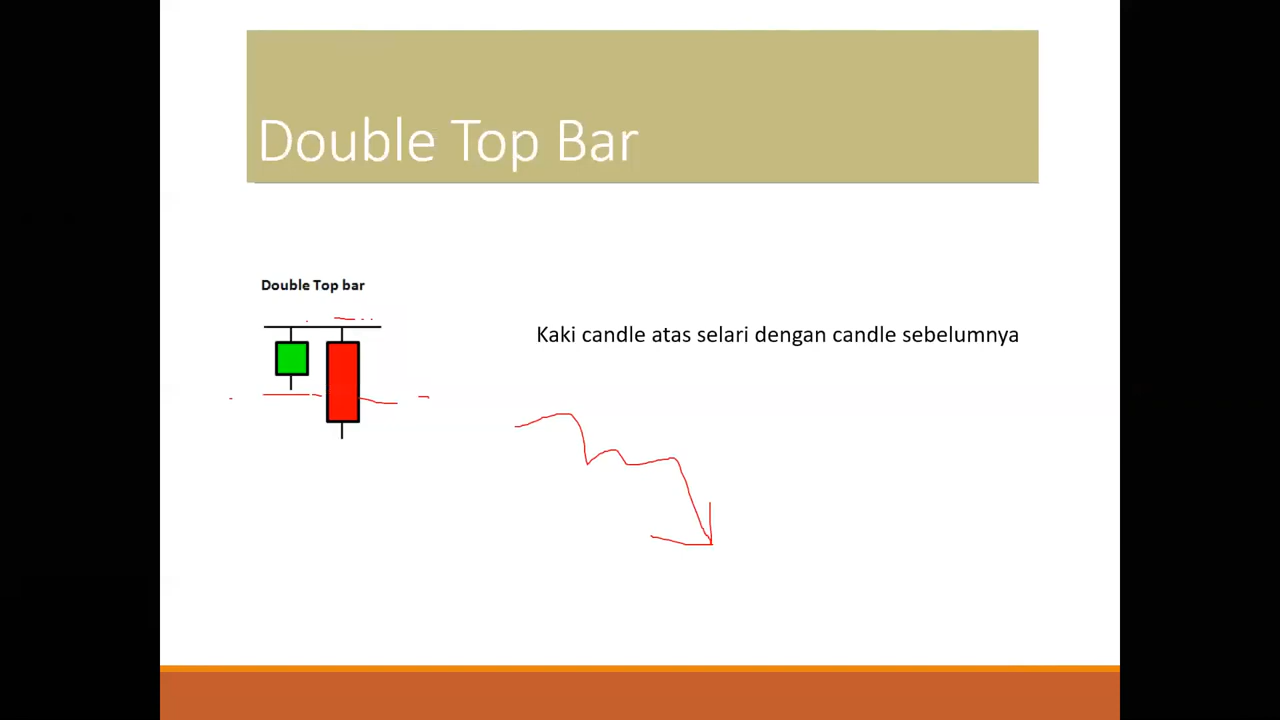 Double Top Bar
Double Top bar
Kaki candle atas selari dengan candle sebelumnya